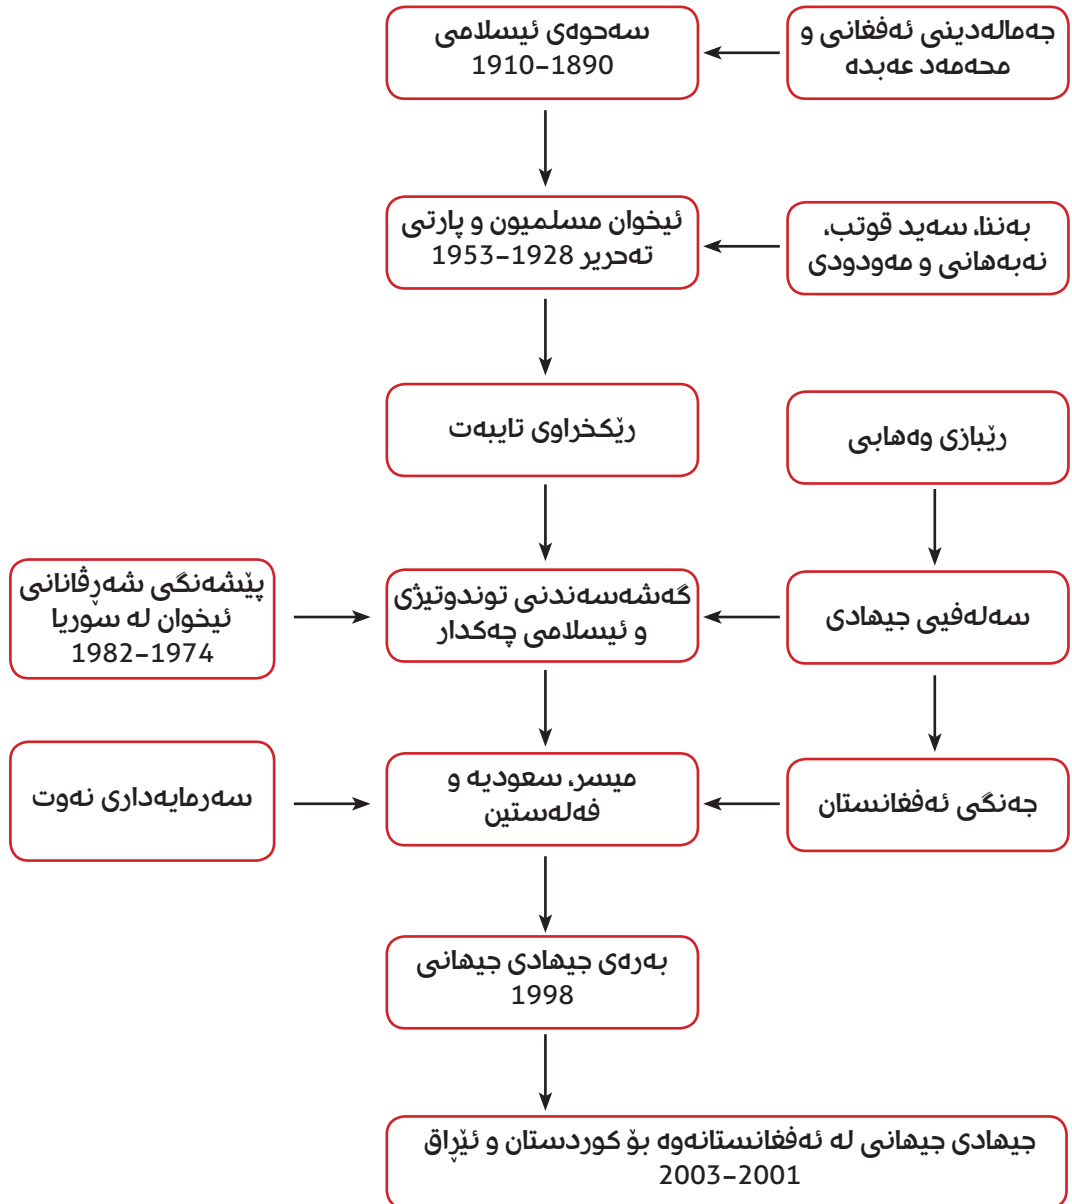 جەمالەدینی ئەفغانی و
محەمەد عەبدە
سەحوەی ئیسلامی
1910–1890
بەننا، سەید قوتب،
نەبەهانی و مەودودی
ئیخوان مسلمیون و پارتی
تەحریر 1928–1953
رێبازی وەهابی
رێکخراوی تایبەت
سەلەفیی جیهادی
گەشەسەندنی توندوتیژی
و ئیسلامی چەکدار
پێشەنگی شەڕڤانانی
ئیخوان لە سوریا
1982–1974
جەنگی ئەفغانستان
میسر، سعودیە و
فەلەستین
سەرمایەداری نەوت
بەرەی جیهادی جیهانی
1998
جیهادی جیهانی لە ئەفغانستانەوە بۆ کوردستان و ئێڕاق
2003–2001